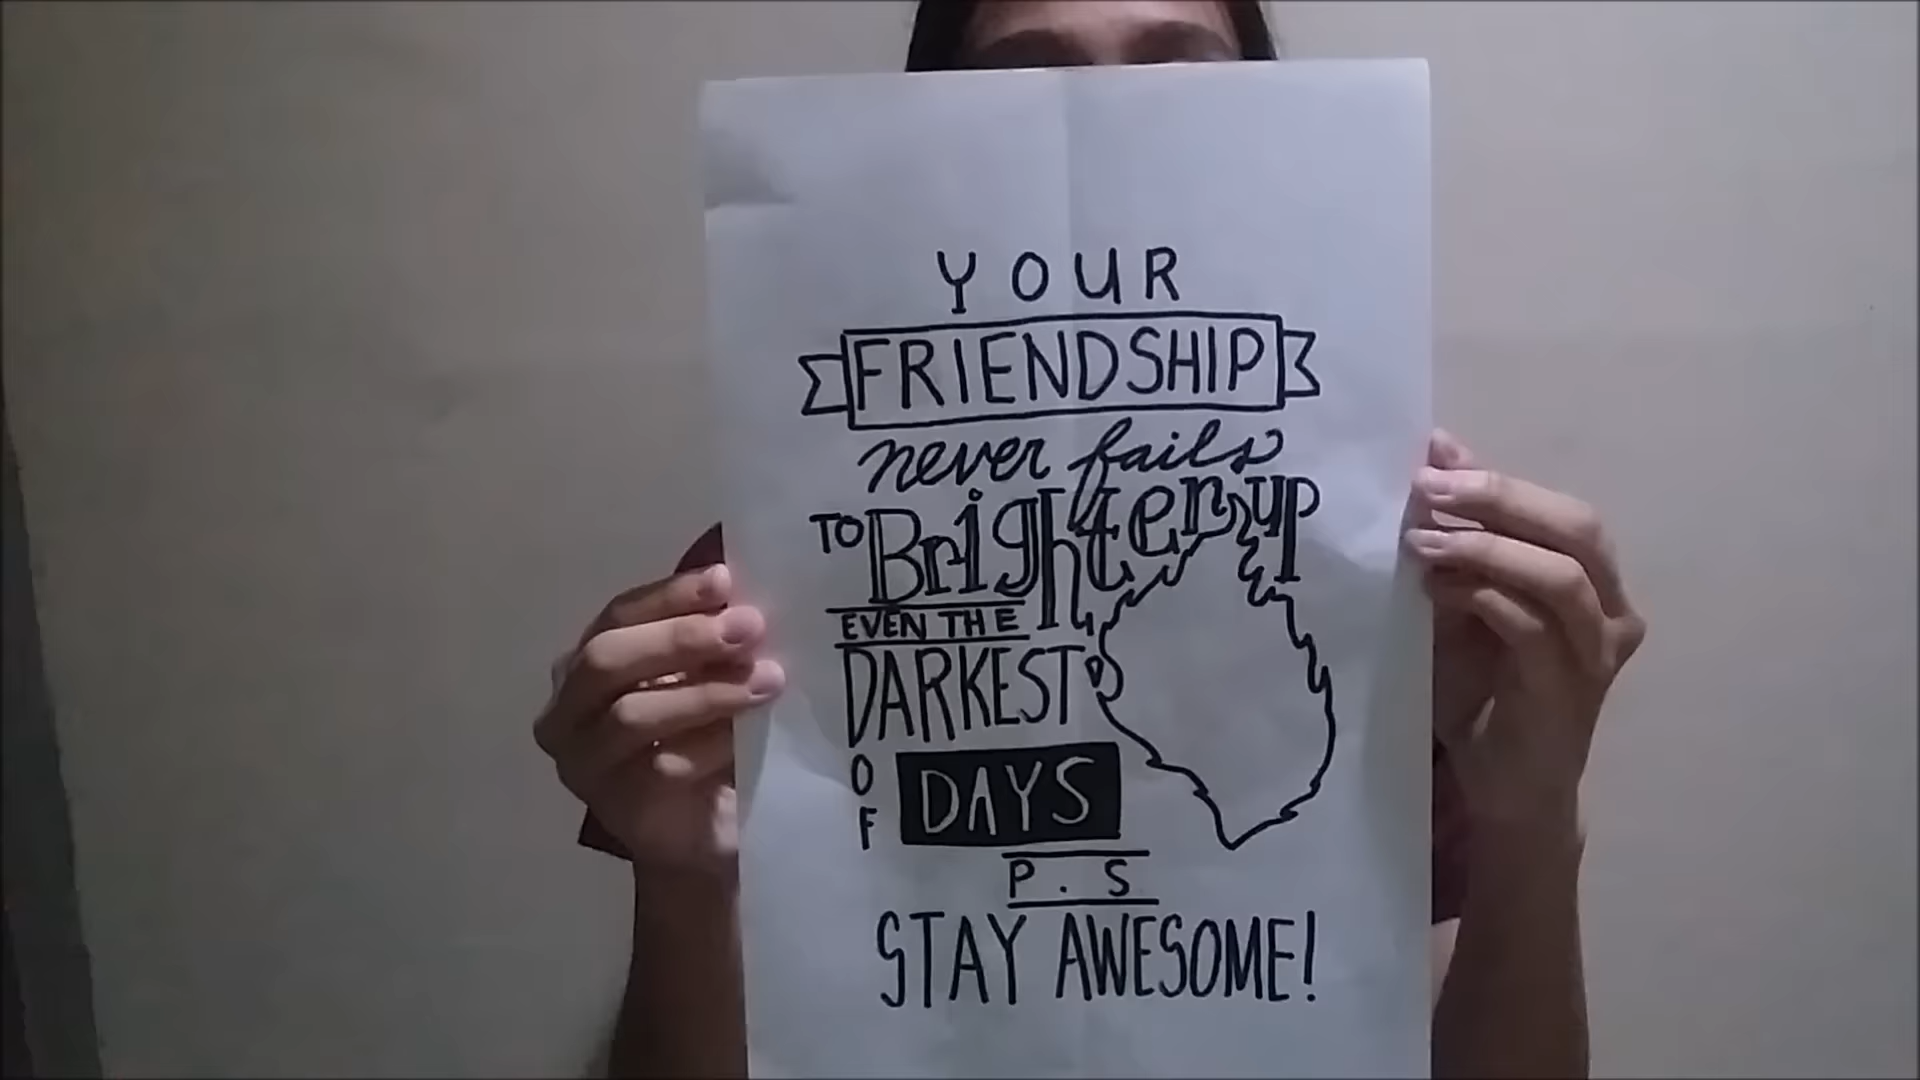 YOUR
FRIENDSHIP
never fails
TO Brighten up
EVEN THE
DARKEST
OF DAYS
P.S
STAY AWESOME!